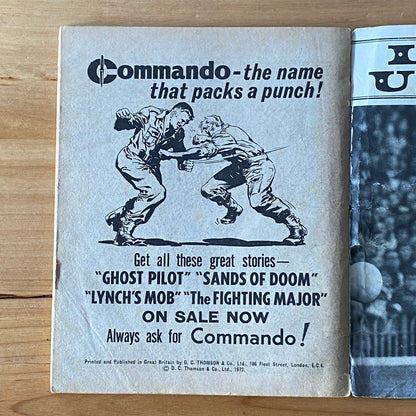 Commando - the name
that packs a punch!
Get all these great stories—
"GHOST PILOT" "SANDS OF DOOM"
"LYNCH'S MOB" "The FIGHTING MAJOR"
ON SALE NOW
Always ask for Commando!
Printed and Published in Great Britain by D. C. THOMSON & Co., Ltd., 186 Fleet Street, London, E.C.4.
© D. C. Thomson & Co., Ltd., 1972.